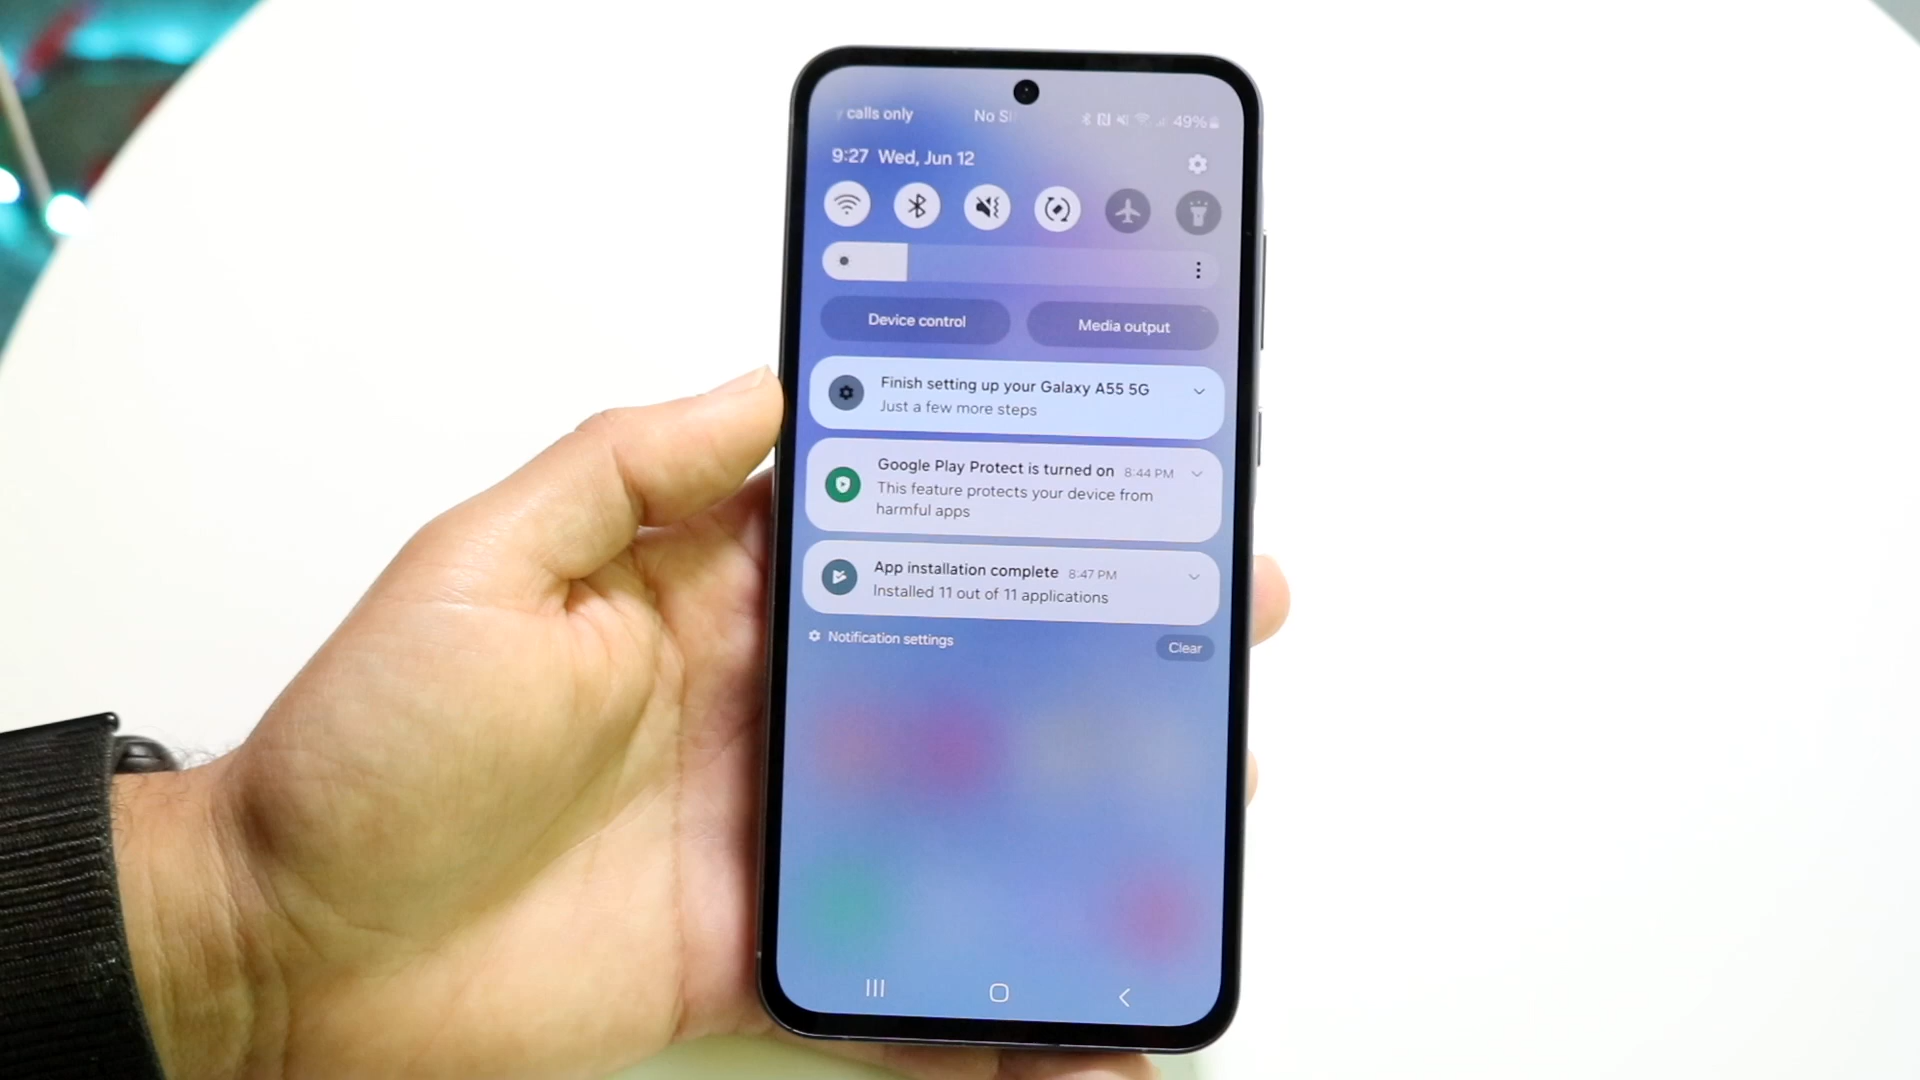 calls only No
49%
9:27 Wed, Jun 12
Device control
Media output
Finish setting up your Galaxy A55 5G
Just a few more steps
Google Play Protect is turned on 8:44 PM
This feature protects your device from
harmful apps
App installation complete 8:47 PM
Installed 11 out of 11 applications
Notification settings
Clear